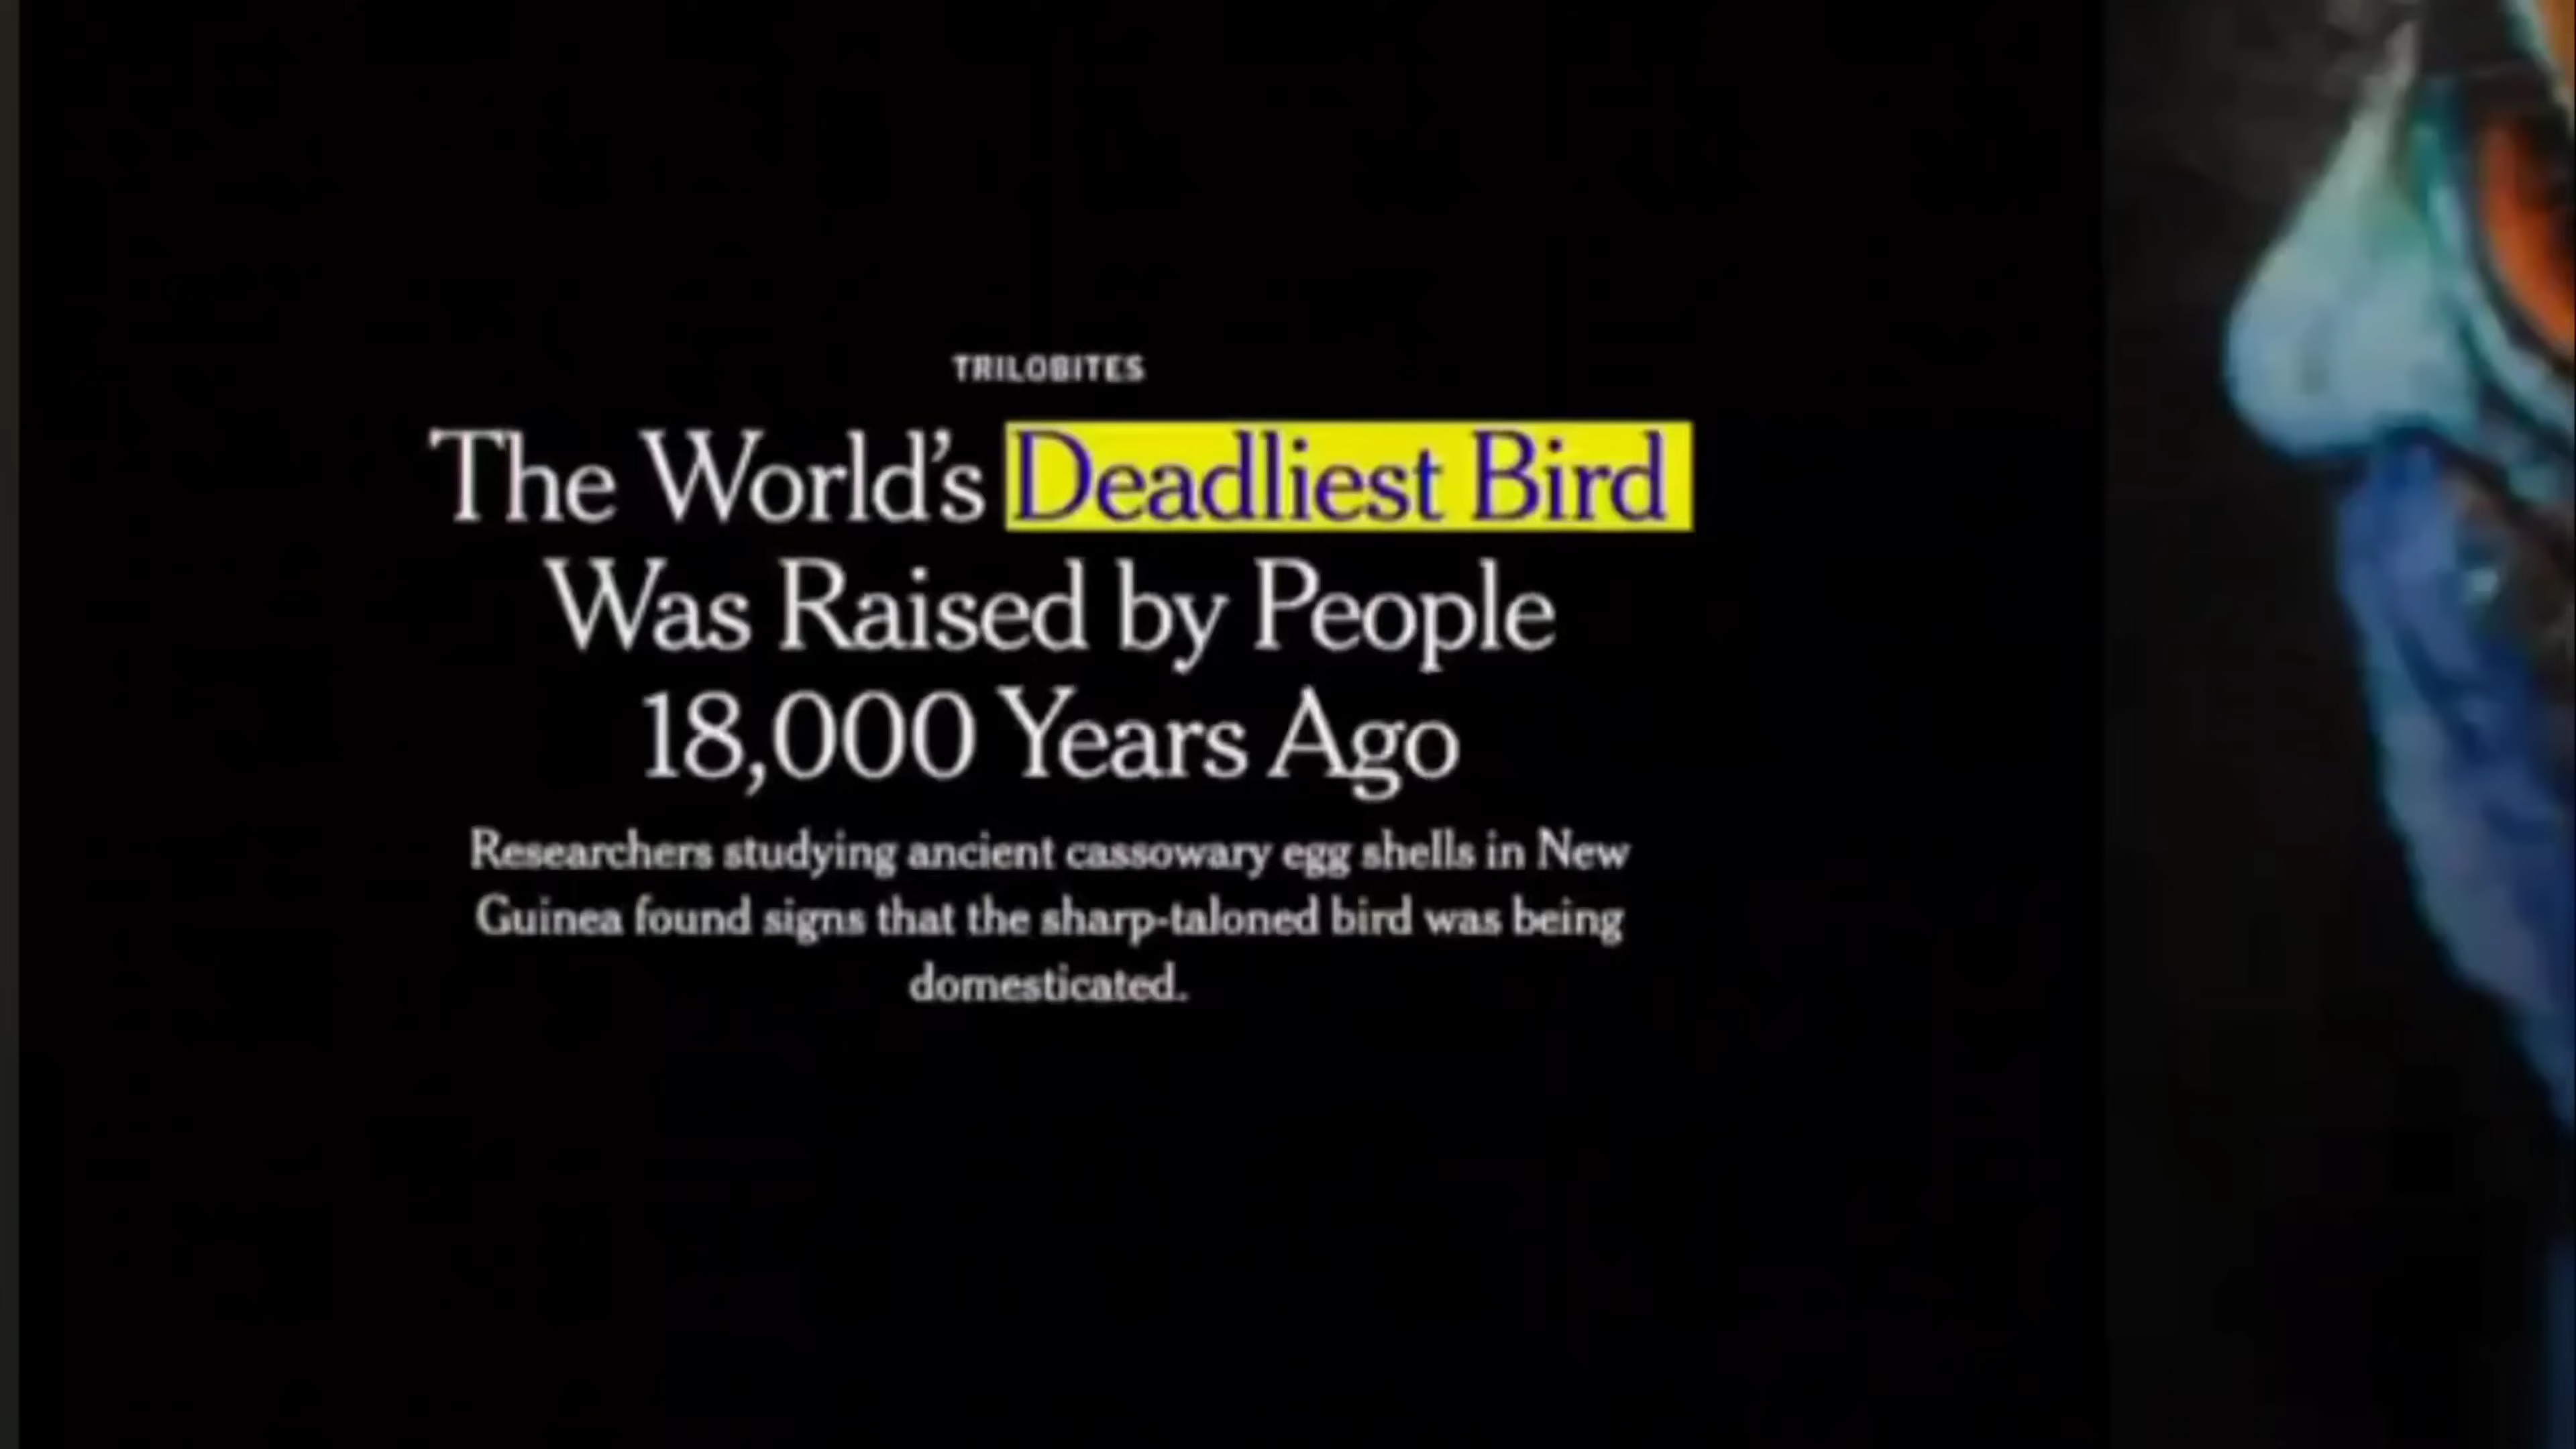 TRILOBITES
The World’s Deadliest Bird
Was Raised by People
18,000 Years Ago
Researchers studying ancient cassowary egg shells in New
Guinea found signs that the sharp-taloned bird was being
domesticated.